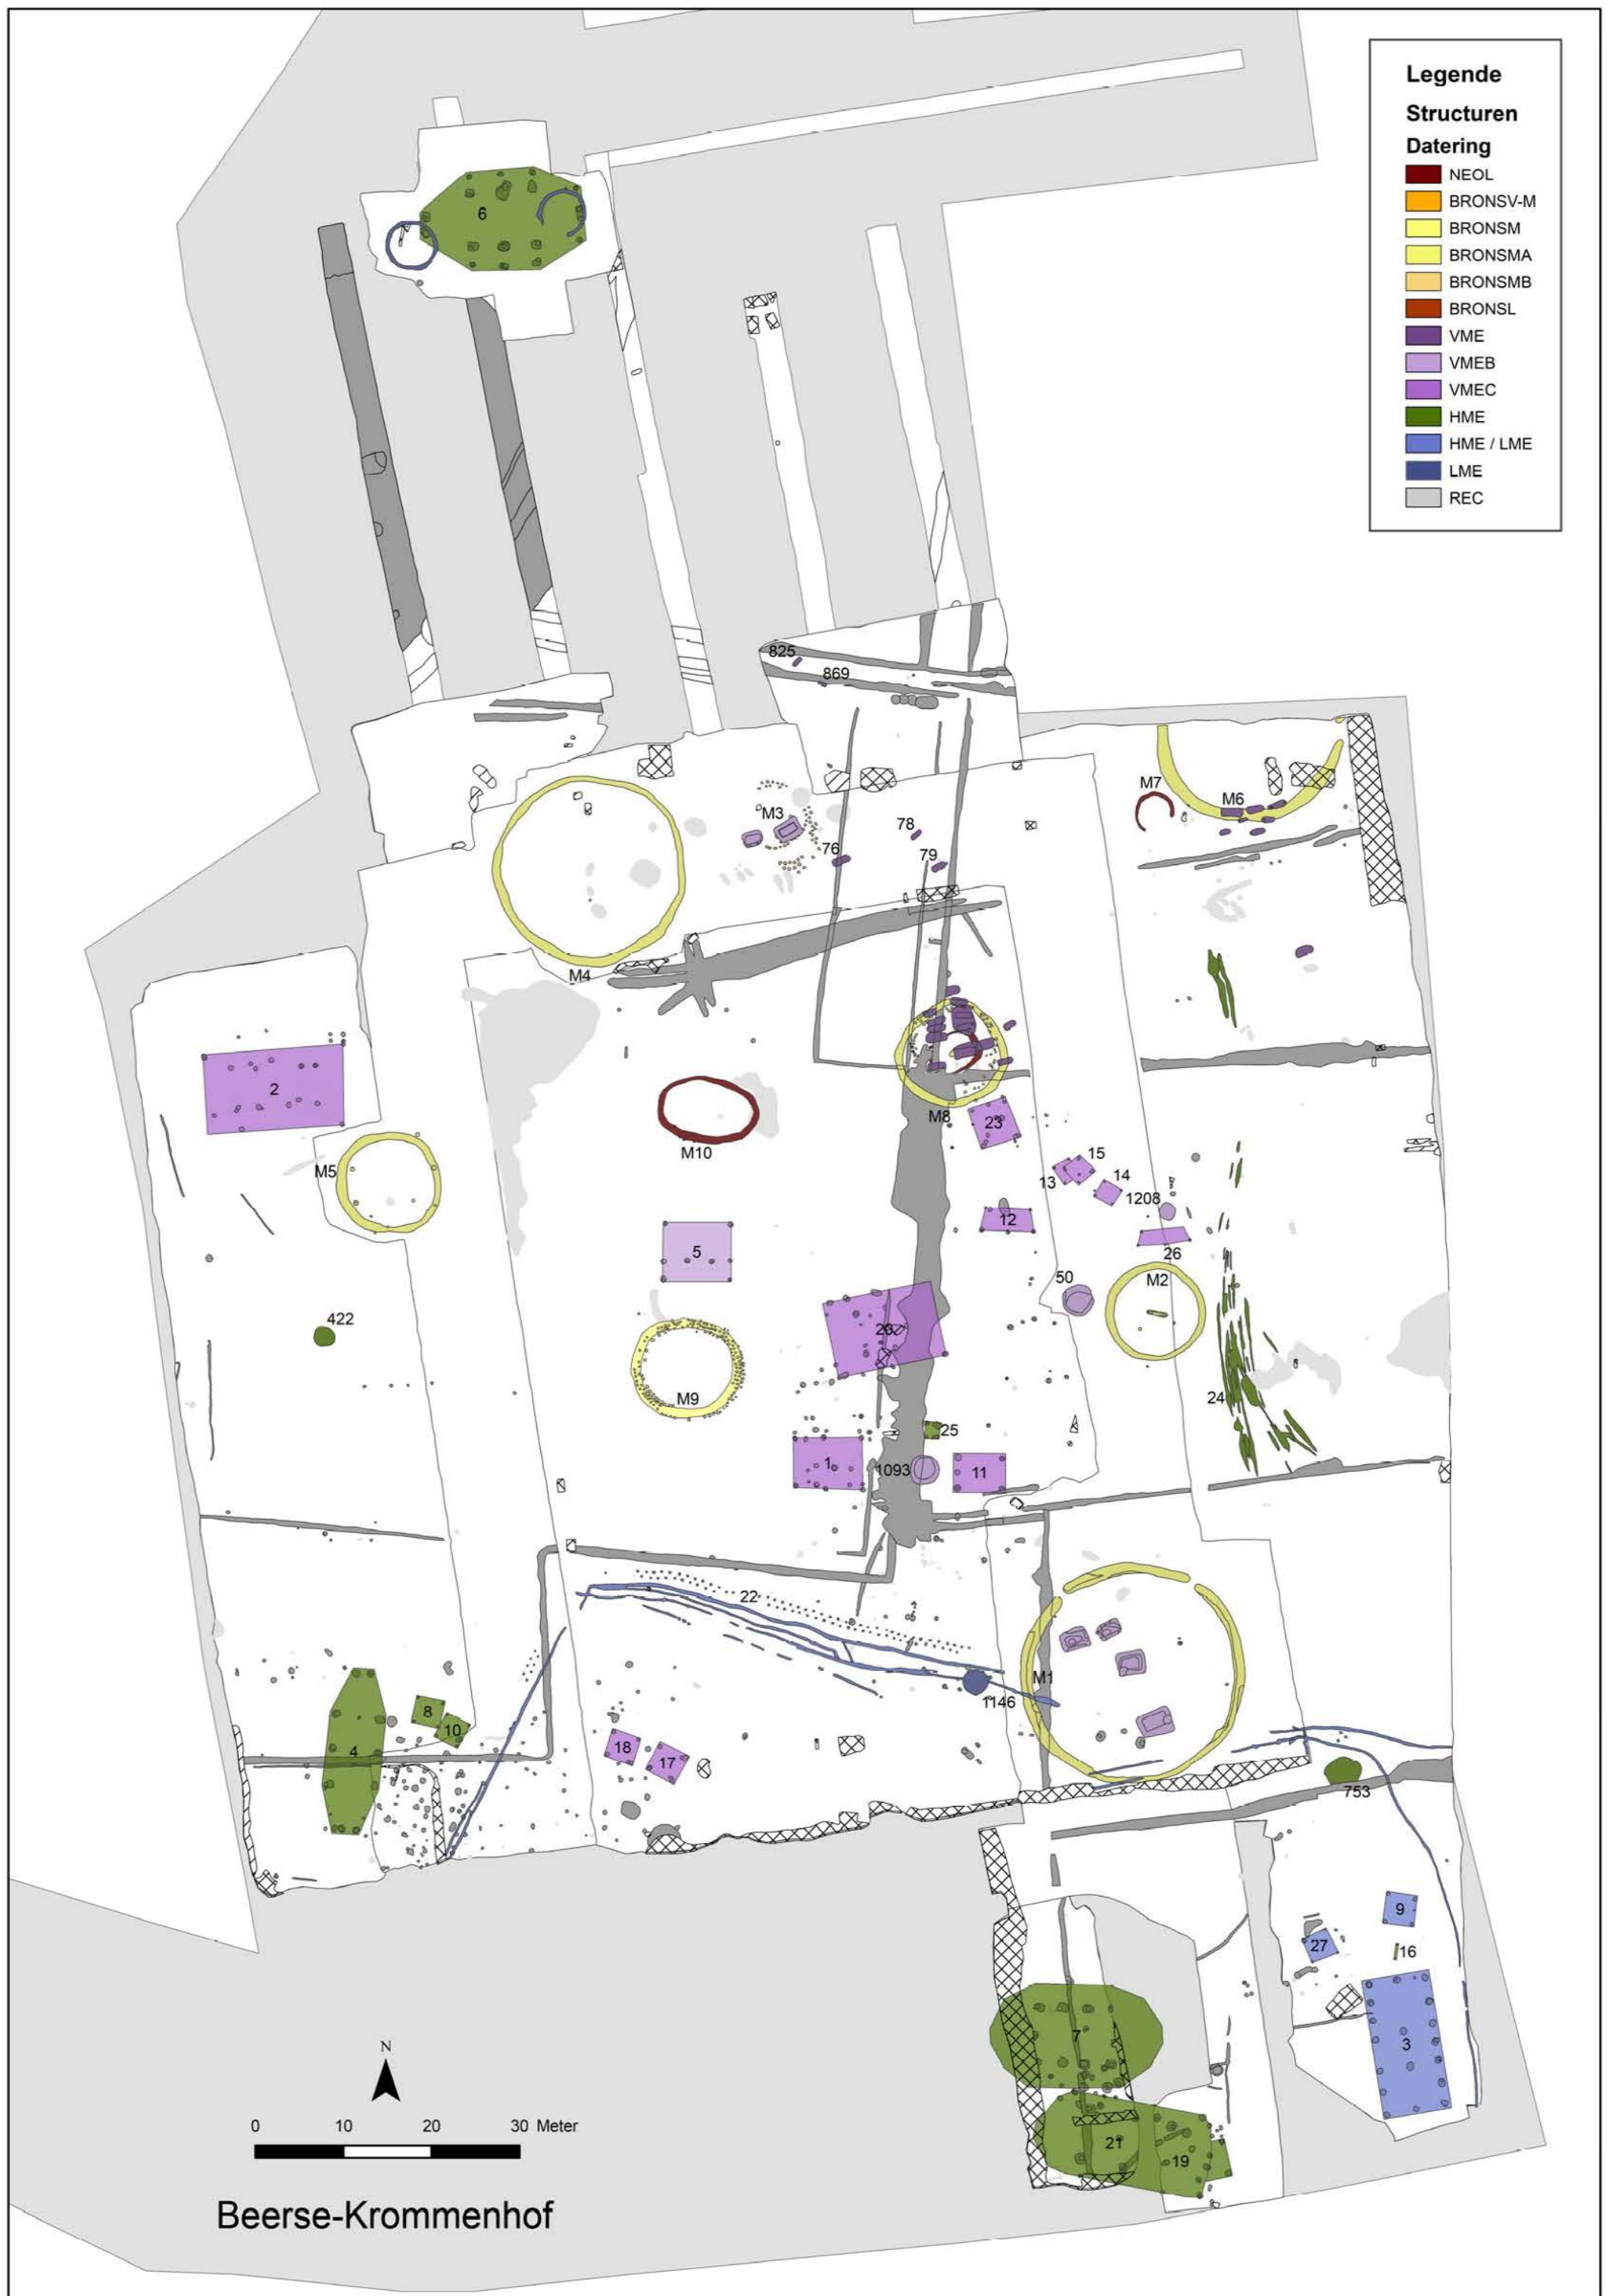 Legende
Structuren
Datering
NEOL
BRONSV-M
BRONSM
BRONSMA
BRONSMB
BRONSL
VME
VMEB
VMEC
HME
HME / LME
LME
REC
6
825
869
M7
M6
M3
78
76
79
M4
2
M8
23
M10
M5
15
13
14
1208
12
26
5
M2
50
422
20
M9
24
25
1
1093
11
22
M1
1146
8
10
4
18
17
753
9
27
16
7
3
21
19
N
0 10 20 30 Meter
Beerse-Krommenhof